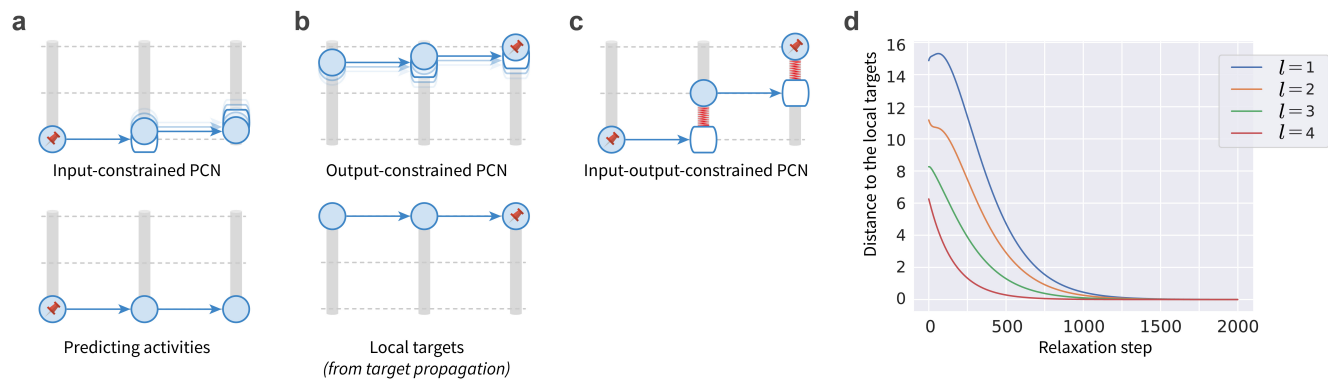 a
Input-constrained PCN
Predicting activities
b
Output-constrained PCN
Local targets
(from target propagation)
c
Input-output-constrained PCN
d
Distance to the local targets
16
14
12
10
8
6
4
2
0
0 500 1000 1500 2000
Relaxation step
l = 1
l = 2
l = 3
l = 4